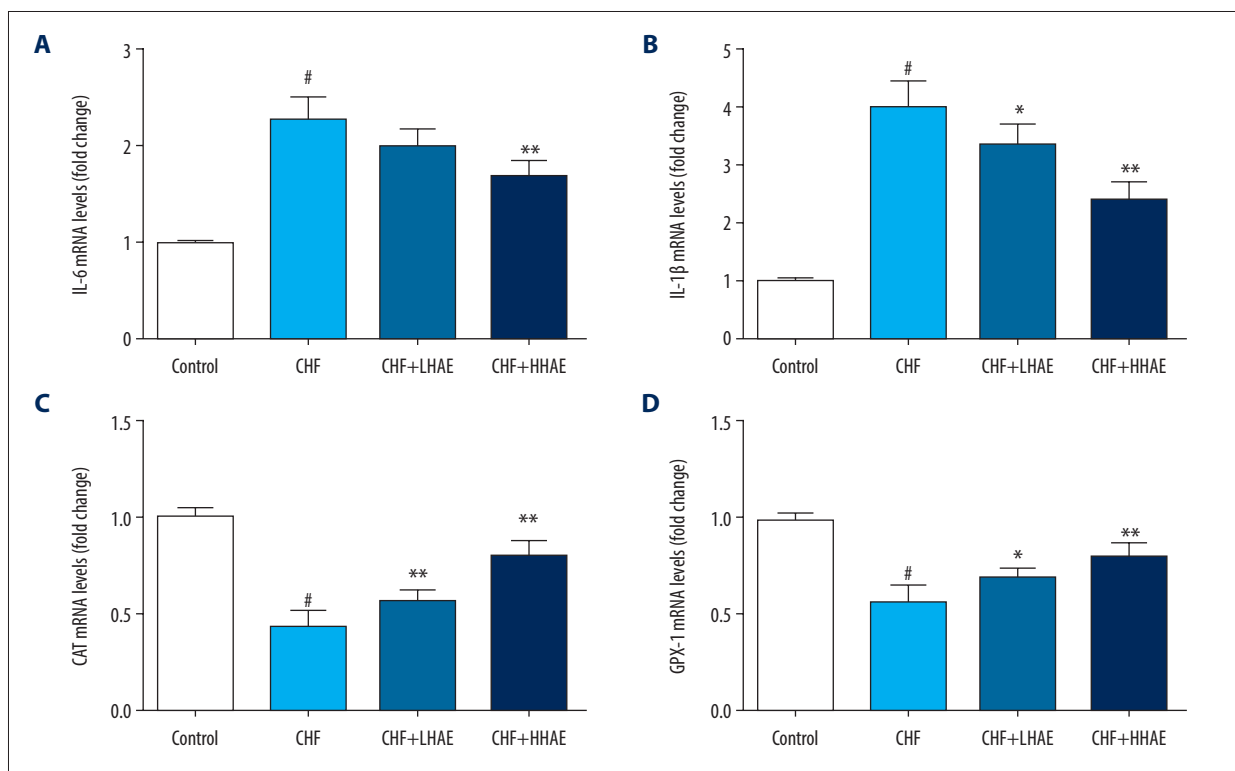 A
IL-6 mRNA levels (fold change)
3
2
1
0
#
**
Control CHF CHF+LHAE CHF+HHAE
B
IL-1β mRNA levels (fold change)
5
4
3
2
1
0
#
*
**
Control CHF CHF+LHAE CHF+HHAE
C
CAT mRNA levels (fold change)
1.5
1.0
0.5
0.0
#
**
**
Control CHF CHF+LHAE CHF+HHAE
D
GPX-1 mRNA levels (fold change)
1.5
1.0
0.5
0.0
#
*
**
Control CHF CHF+LHAE CHF+HHAE